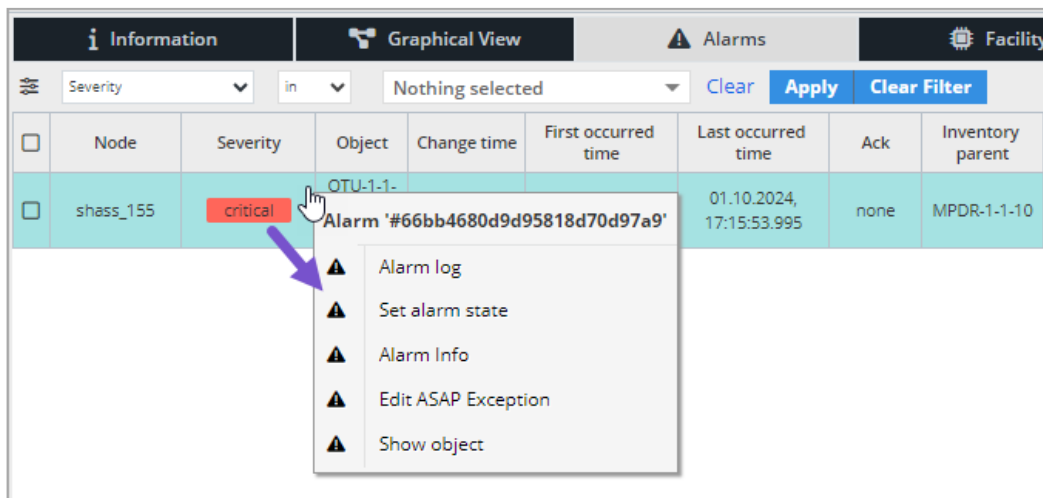 Information
Graphical View
Alarms
Facility
Severity
in
Nothing selected
Clear
Apply
Clear Filter
Node
Severity
Object
Change time
First occurred
time
Last occurred
time
Ack
Inventory
parent
shass_155
critical
OTU-1-1-
01.10.2024,
17:15:53.995
none
MPDR-1-1-10
Alarm '#66bb4680d9d95818d70d97a9'
Alarm log
Set alarm state
Alarm Info
Edit ASAP Exception
Show object